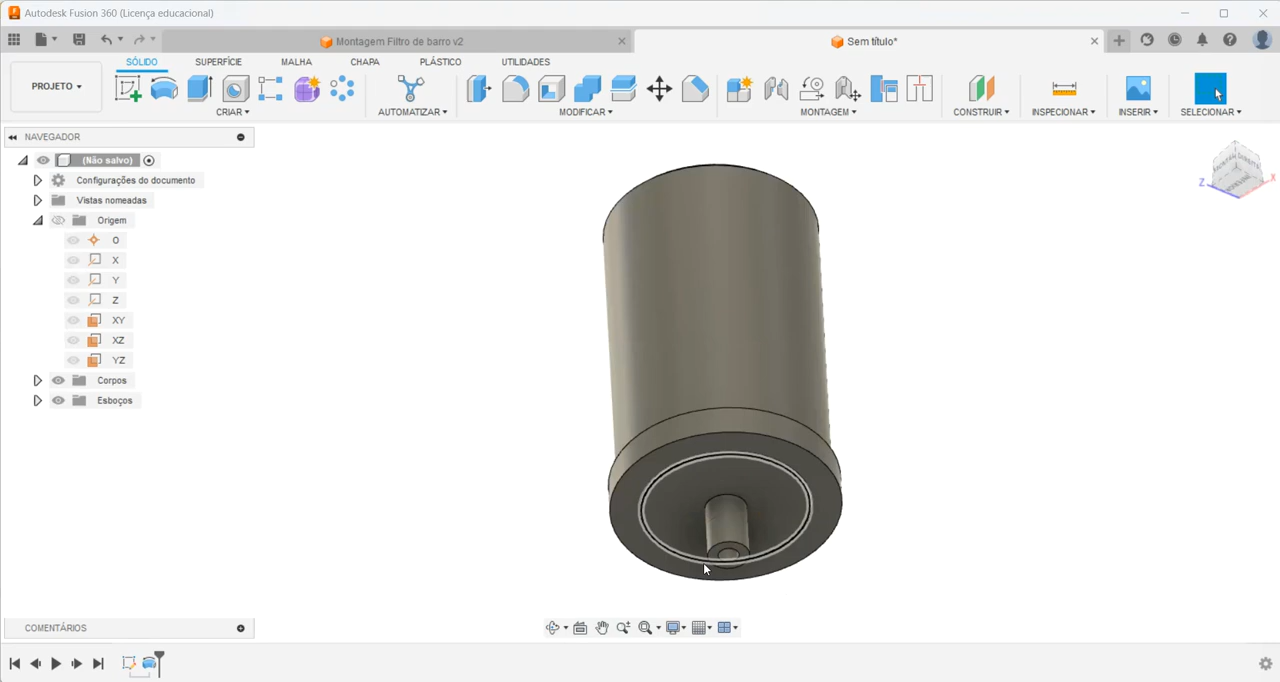 Autodesk Fusion 360 (Licença educacional)
Montagem Filtro de barro v2
Sem título*
PROJETO
SÓLIDO SUPERFÍCIE MALHA CHAPA PLÁSTICO UTILIDADES
CRIAR AUTOMATIZAR MODIFICAR MONTAGEM CONSTRUIR INSPECIONAR INSERIR SELECIONAR
NAVEGADOR
(Não salvo)
Configurações do documento
Vistas nomeadas
Origem
O
X
Y
Z
XY
XZ
YZ
Corpos
Esboços
Z X
COMENTÁRIOS